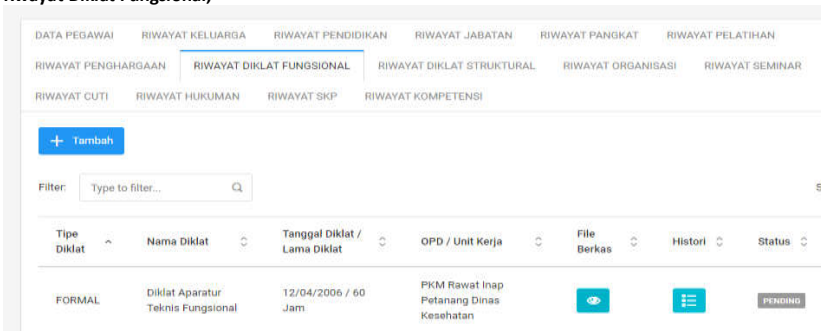 DATA PEGAWAI RIWAYAT KELUARGA RIWAYAT PENDIDIKAN RIWAYAT JABATAN RIWAYAT PANGKAT RIWAYAT PELATIHAN
RIWAYAT PENGHARGAAN RIWAYAT DIKLAT FUNGSIONAL RIWAYAT DIKLAT STRUKTURAL RIWAYAT ORGANISASI RIWAYAT SEMINAR
RIWAYAT CUTI RIWAYAT HUKUMAN RIWAYAT SKP RIWAYAT KOMPETENSI
+ Tambah
Filter: Type to filter...
Tipe Diklat Nama Diklat Tanggal Diklat / Lama Diklat OPD / Unit Kerja File Berkas Histori Status
FORMAL Diklat Aparatur Teknis Fungsional 12/04/2006 / 60 Jam PKM Rawat Inap Petanang Dinas Kesehatan PENDING